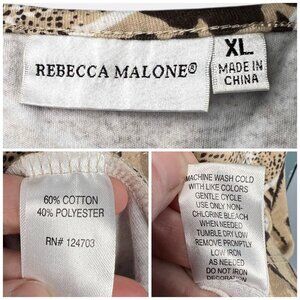 REBECCA MALONE®
XL
MADE IN
CHINA
60% COTTON
40% POLYESTER
RN# 124703
MACHINE WASH COLD
WITH LIKE COLORS
GENTLE CYCLE
USE ONLY NON-
CHLORINE BLEACH
WHEN NEEDED
TUMBLE DRY LOW
REMOVE PROMPTLY
LOW IRON
AS NEEDED
DO NOT IRON
DECORATION